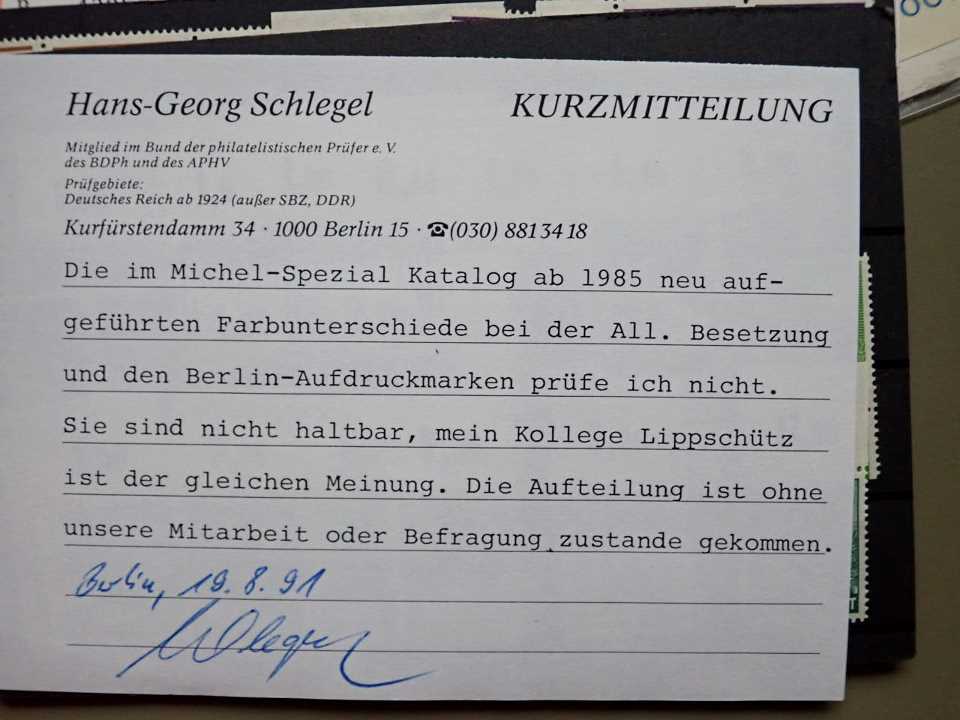 Hans-Georg Schlegel
KURZMITTEILUNG
Mitglied im Bund der philatelistischen Prüfer e. V.
des BDPh und des APHV
Prüfgebiete:
Deutsches Reich ab 1924 (außer SBZ, DDR)
Kurfürstendamm 34 · 1000 Berlin 15 · ☎(030) 8813418
Die im Michel-Spezial Katalog ab 1985 neu auf-
geführten Farbunterschiede bei der All. Besetzung
und den Berlin-Aufdruckmarken prüfe ich nicht.
Sie sind nicht haltbar, mein Kollege Lippschütz
ist der gleichen Meinung. Die Aufteilung ist ohne
unsere Mitarbeit oder Befragung zustande gekommen.
Berlin, 19.8.91
Schlegel